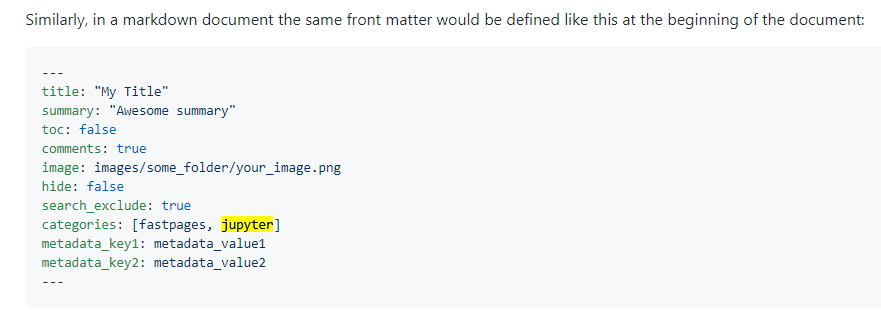 Similarly, in a markdown document the same front matter would be defined like this at the beginning of the document:
---
title: "My Title"
summary: "Awesome summary"
toc: false
comments: true
image: images/some_folder/your_image.png
hide: false
search_exclude: true
categories: [fastpages, jupyter]
metadata_key1: metadata_value1
metadata_key2: metadata_value2
---